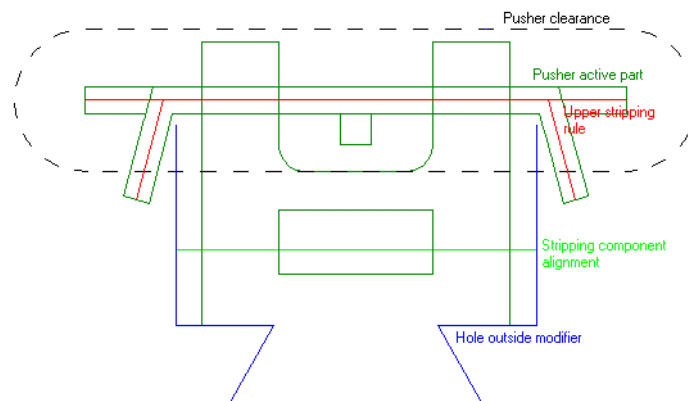 Pusher clearance
Pusher active part
Upper stripping
rule
Stripping component
alignment
Hole outside modifier